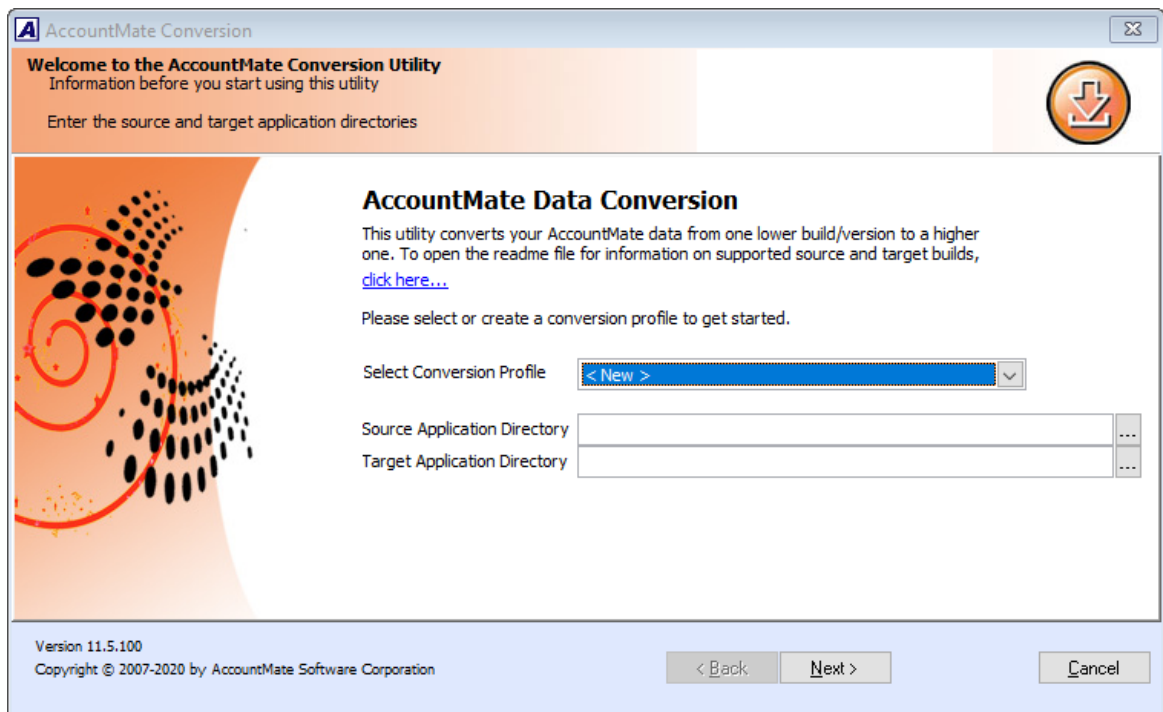 AccountMate Conversion
Welcome to the AccountMate Conversion Utility
Information before you start using this utility
Enter the source and target application directories
AccountMate Data Conversion
This utility converts your AccountMate data from one lower build/version to a higher
one. To open the readme file for information on supported source and target builds,
click here...
Please select or create a conversion profile to get started.
Select Conversion Profile
< New >
Source Application Directory
...
Target Application Directory
...
Version 11.5.100
Copyright © 2007-2020 by AccountMate Software Corporation
< Back
Next >
Cancel